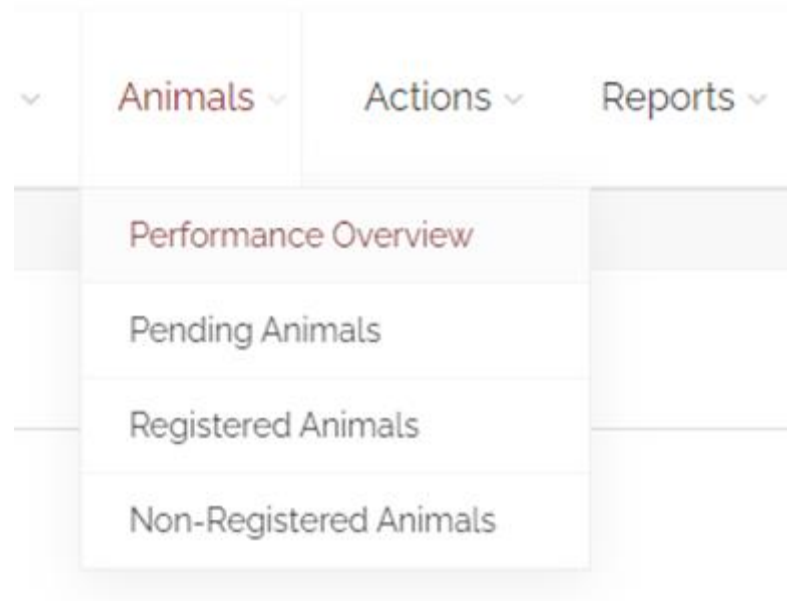 Animals Actions Reports
Performance Overview
Pending Animals
Registered Animals
Non-Registered Animals